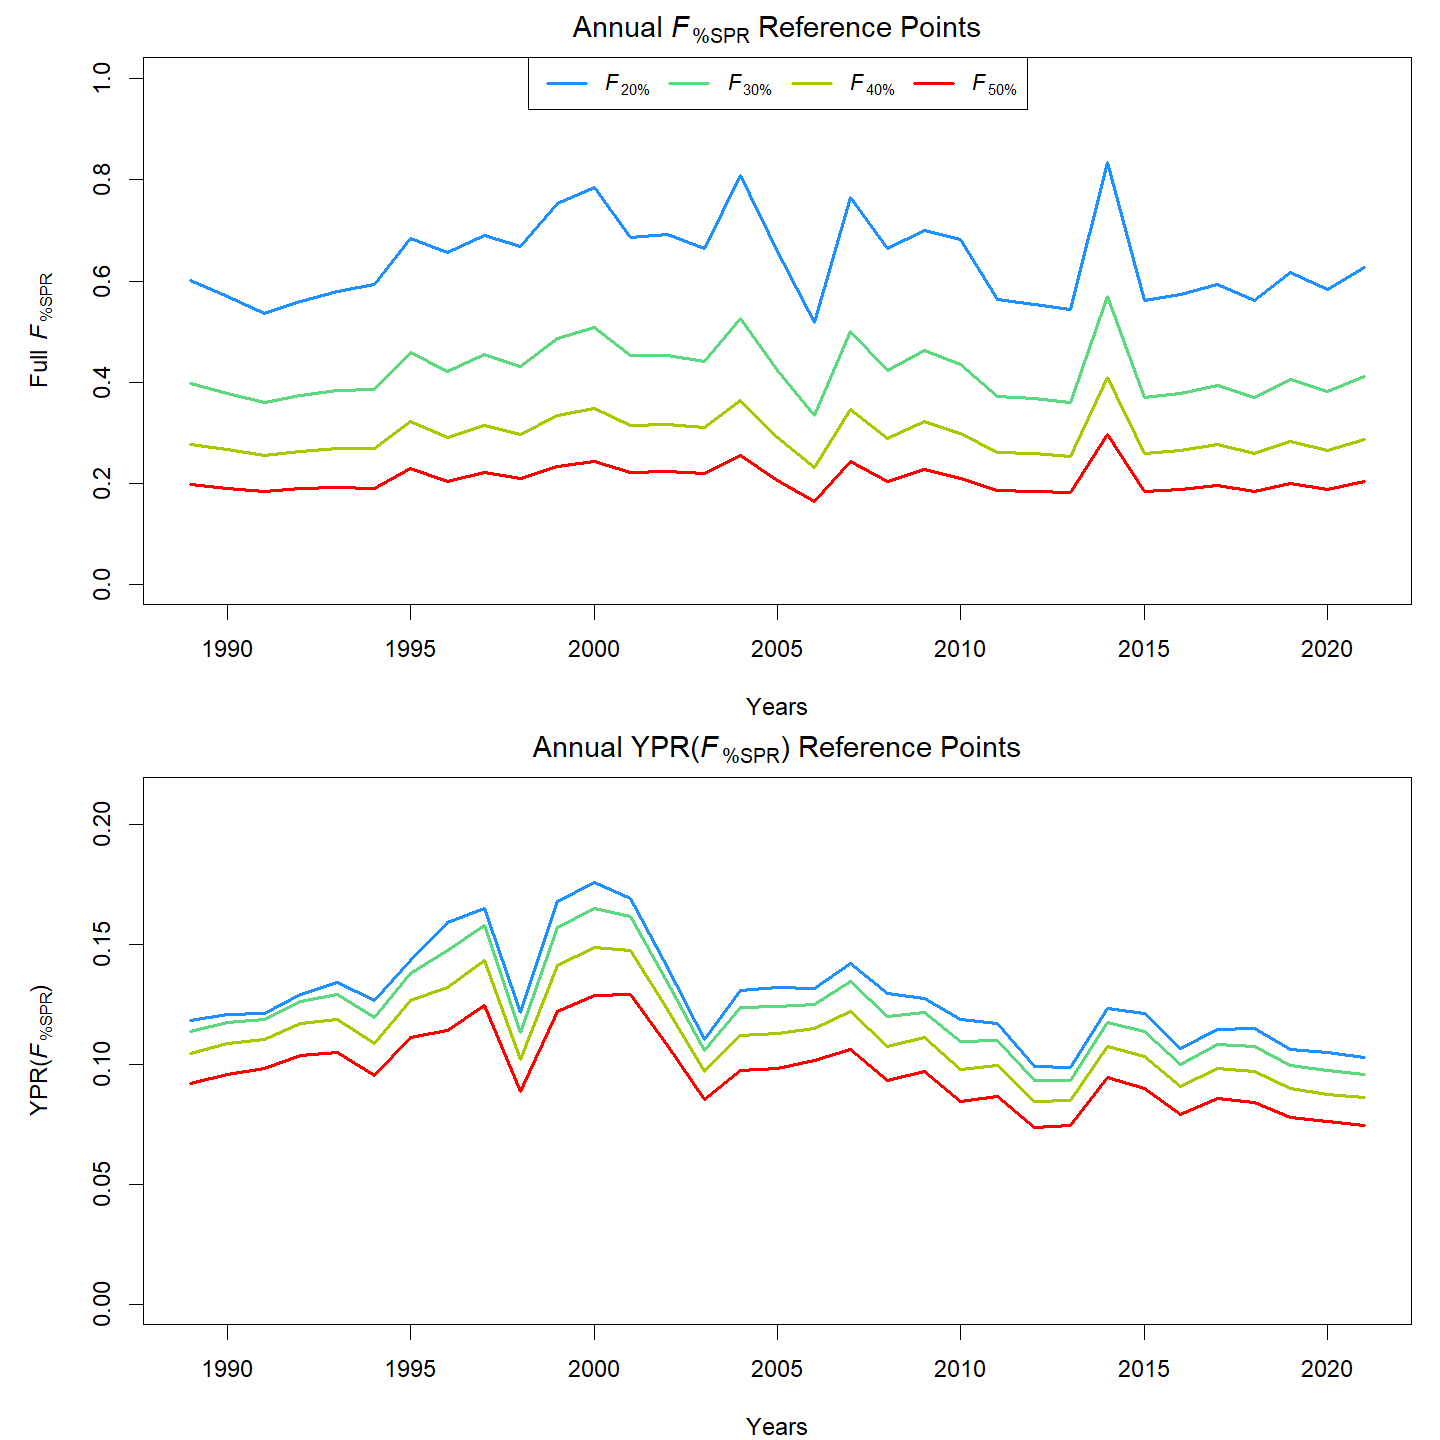 Annual F%SPR Reference Points
F20% F30% F40% F50%
1.0
0.8
0.6
0.4
0.2
0.0
Full F%SPR
1990 1995 2000 2005 2010 2015 2020
Years
Annual YPR(F%SPR) Reference Points
0.20
0.15
0.10
0.05
0.00
YPR(F%SPR)
1990 1995 2000 2005 2010 2015 2020
Years